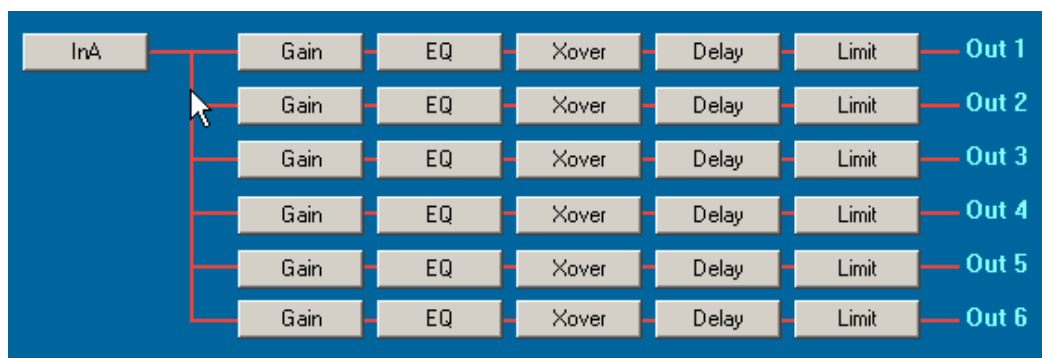 InA Gain EQ Xover Delay Limit Out 1
Gain EQ Xover Delay Limit Out 2
Gain EQ Xover Delay Limit Out 3
Gain EQ Xover Delay Limit Out 4
Gain EQ Xover Delay Limit Out 5
Gain EQ Xover Delay Limit Out 6